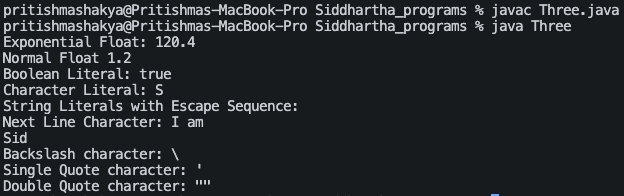 pritishmashakya@Pritishmas-MacBook-Pro Siddhartha_programs % javac Three.java
pritishmashakya@Pritishmas-MacBook-Pro Siddhartha_programs % java Three
Exponential Float: 120.4
Normal Float 1.2
Boolean Literal: true
Character Literal: S
String Literals with Escape Sequence:
Next Line Character: I am
Sid
Backslash character: \
Single Quote character: '
Double Quote character: ""